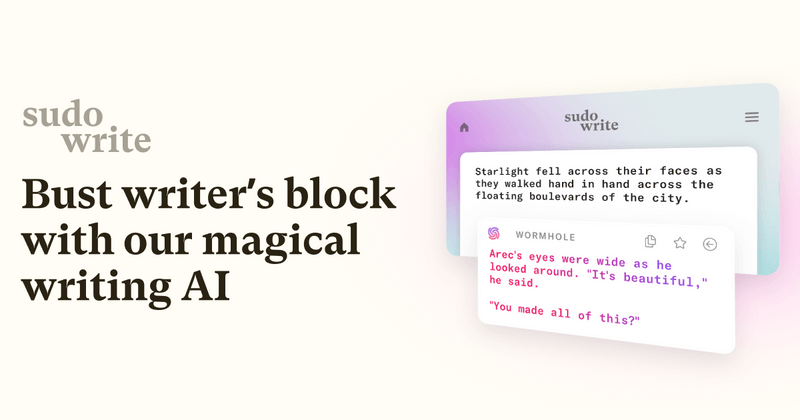 sudo
write
Bust writer's block
with our magical
writing AI
sudo
write
Starlight fell across their faces as
they walked hand in hand across the
floating boulevards of the city.
WORMHOLE
Arec's eyes were wide as he
looked around. "It's beautiful,"
he said.
"You made all of this?"